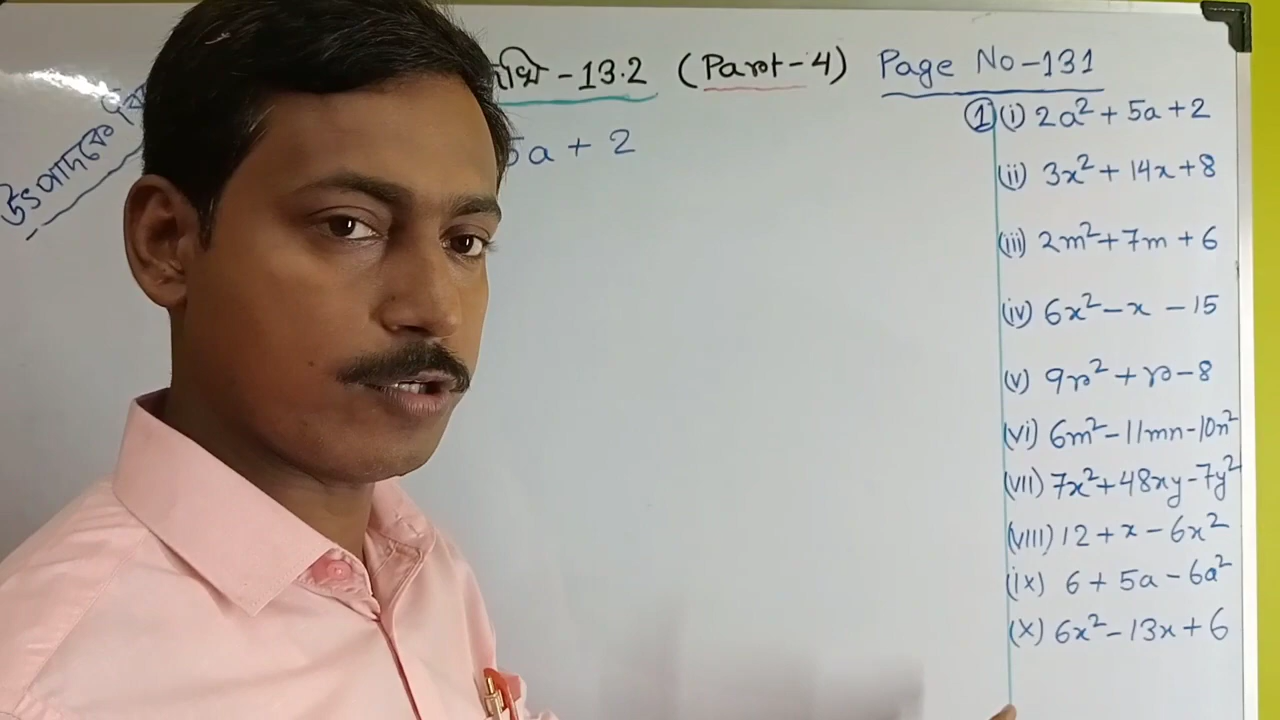 -13.2 (Part-4) Page No-131
উৎপাদকে
5a + 2
① (i) 2a² + 5a + 2
(ii) 3x² + 14x + 8
(iii) 2m² + 7m + 6
(iv) 6x² - x - 15
(v) 9r² + r - 8
(vi) 6m² - 11mn - 10n²
(vii) 7x² + 48xy - 7y²
(viii) 12 + x - 6x²
(ix) 6 + 5a - 6a²
(x) 6x² - 13x + 6